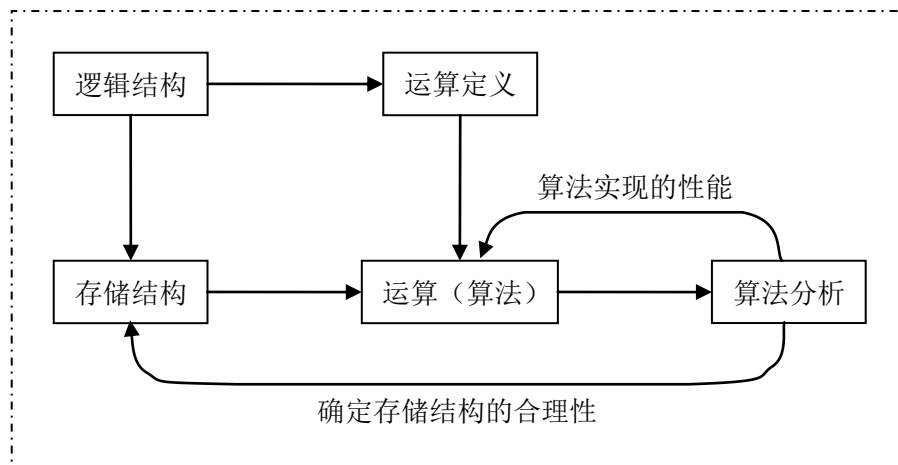 逻辑结构
运算定义
算法实现的性能
存储结构
运算（算法）
算法分析
确定存储结构的合理性